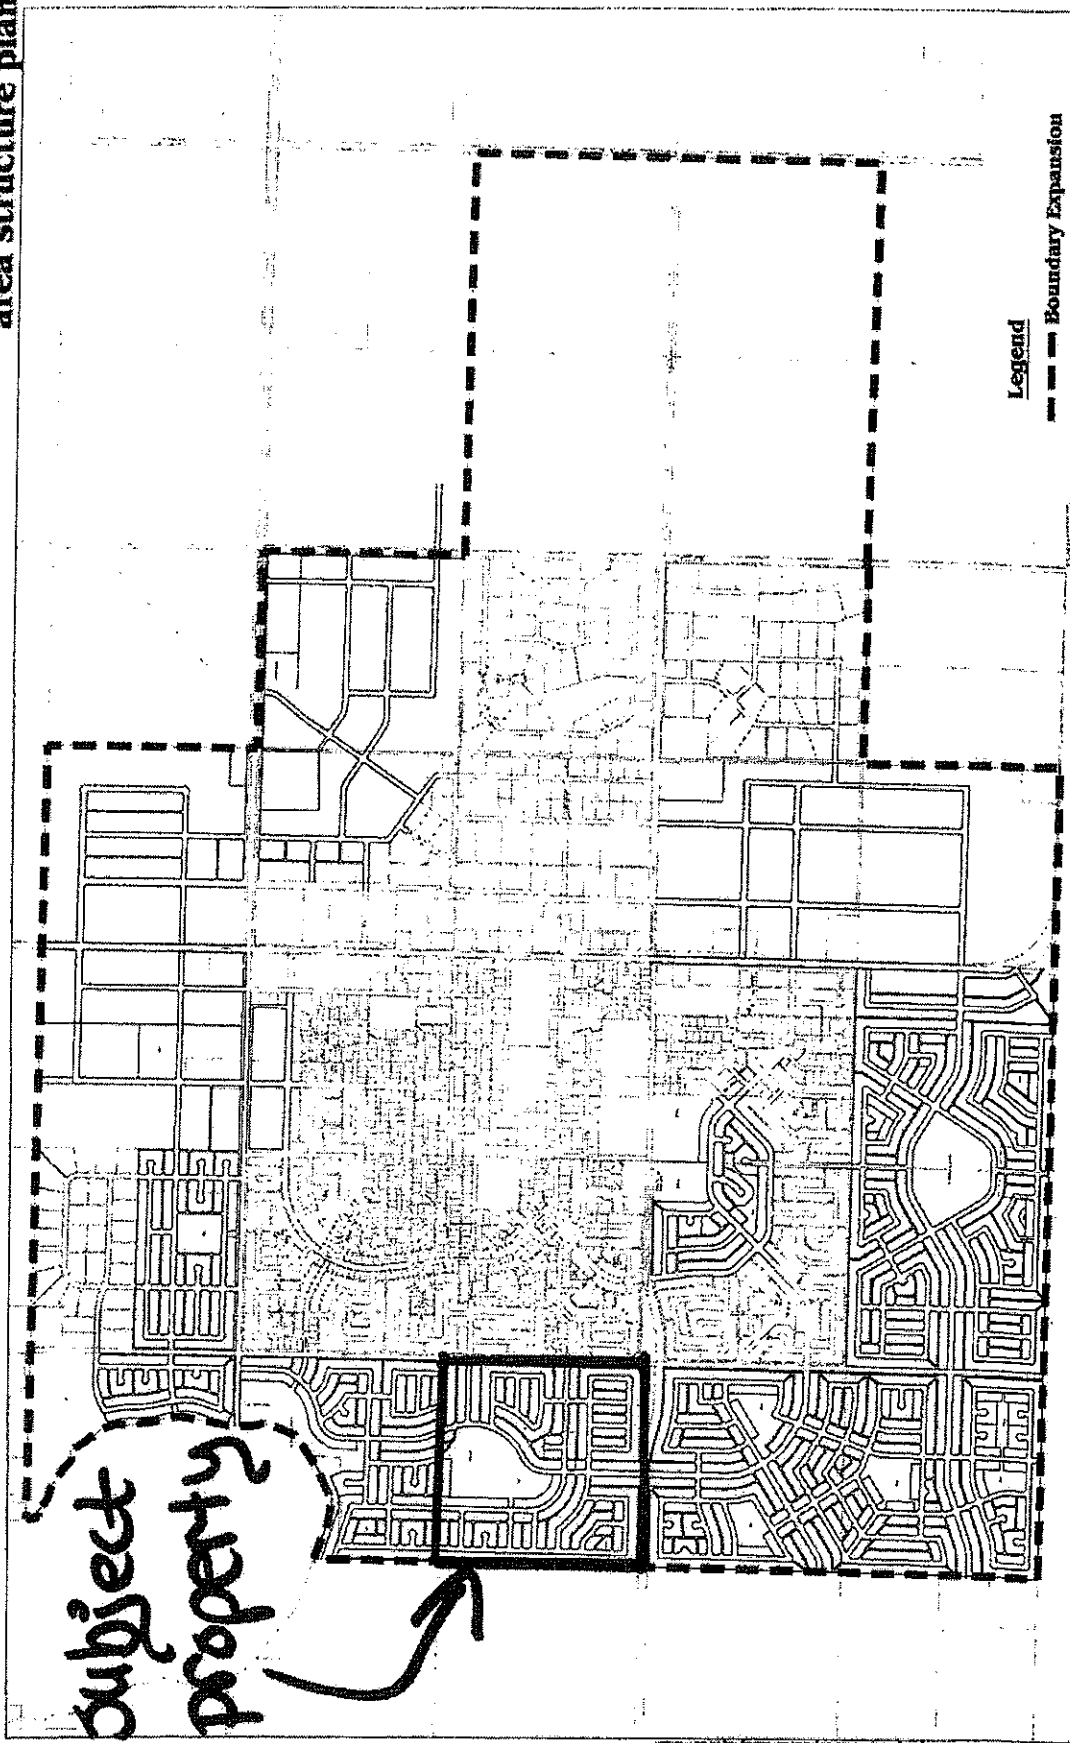 area structure plan
subject
property
Legend
Boundary Expansion